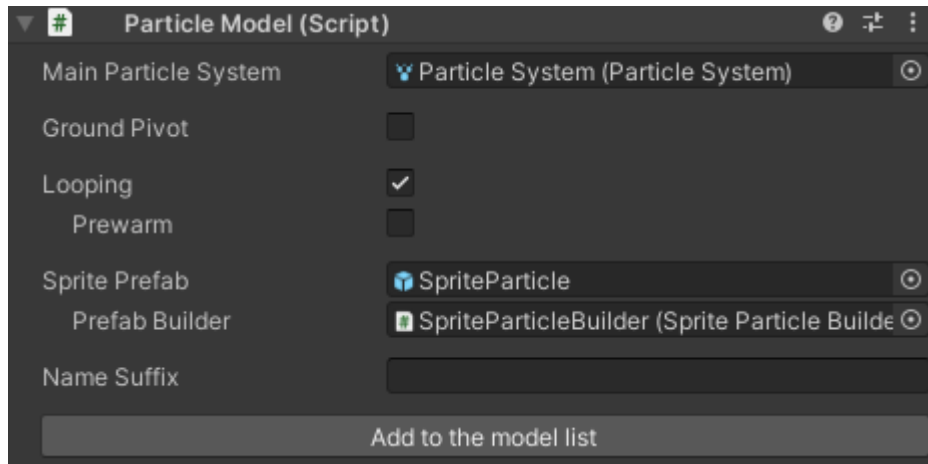 Particle Model (Script)
Main Particle System Particle System (Particle System)
Ground Pivot
Looping
Prewarm
Sprite Prefab SpriteParticle
Prefab Builder SpriteParticleBuilder (Sprite Particle Builde
Name Suffix
Add to the model list